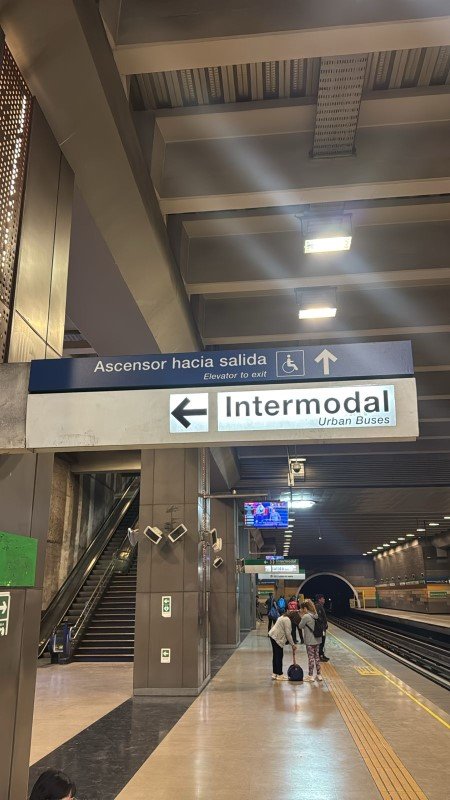 Ascensor hacia salida
Elevator to exit
Intermodal
Urban Buses